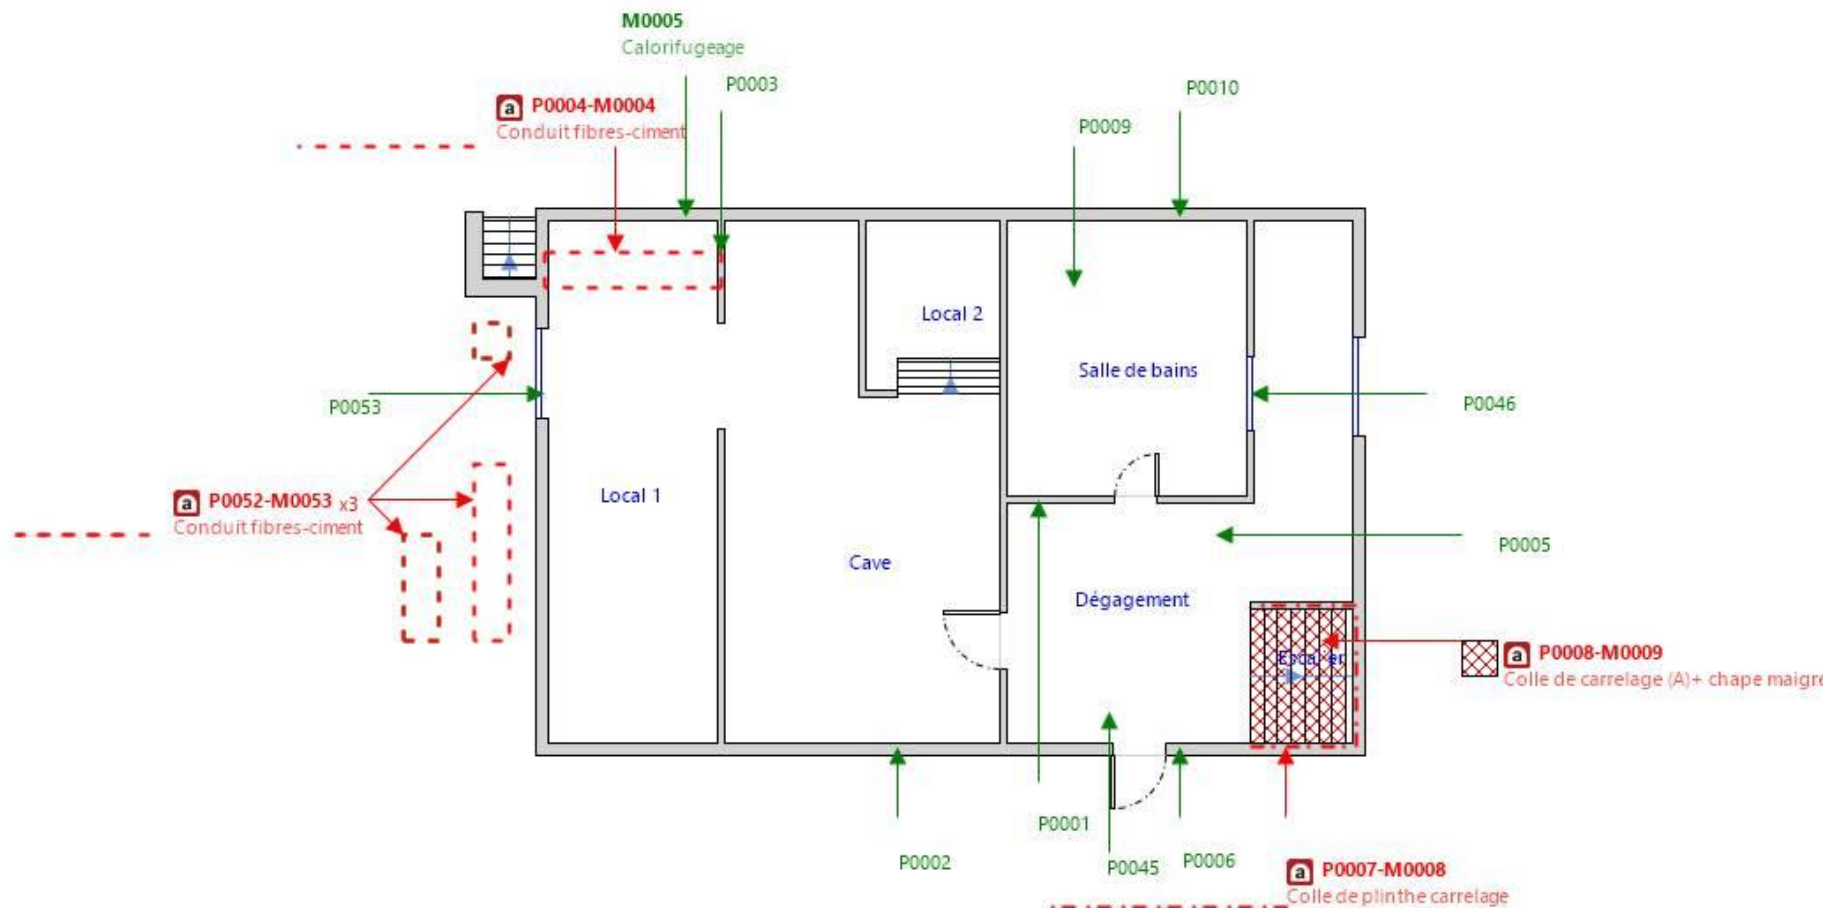 M0005
Calorifugeage
P0003
a P0004-M0004
Conduit fibres-ciment
P0010
P0009
Local 2
Salle de bains
P0053
P0046
a P0052-M0053 x3
Conduit fibres-ciment
Local 1
P0005
Cave
Dégagement
Escalier
a P0008-M0009
Colle de carrelage (A)+ chape maigre
P0001
P0002
P0045
P0006
a P0007-M0008
Colle de plinthe carrelage